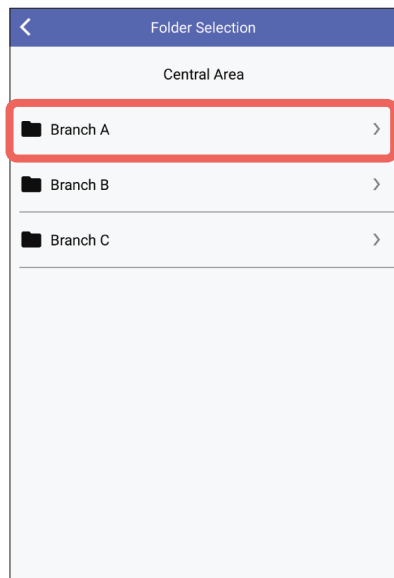 Folder Selection
Central Area
Branch A
Branch B
Branch C